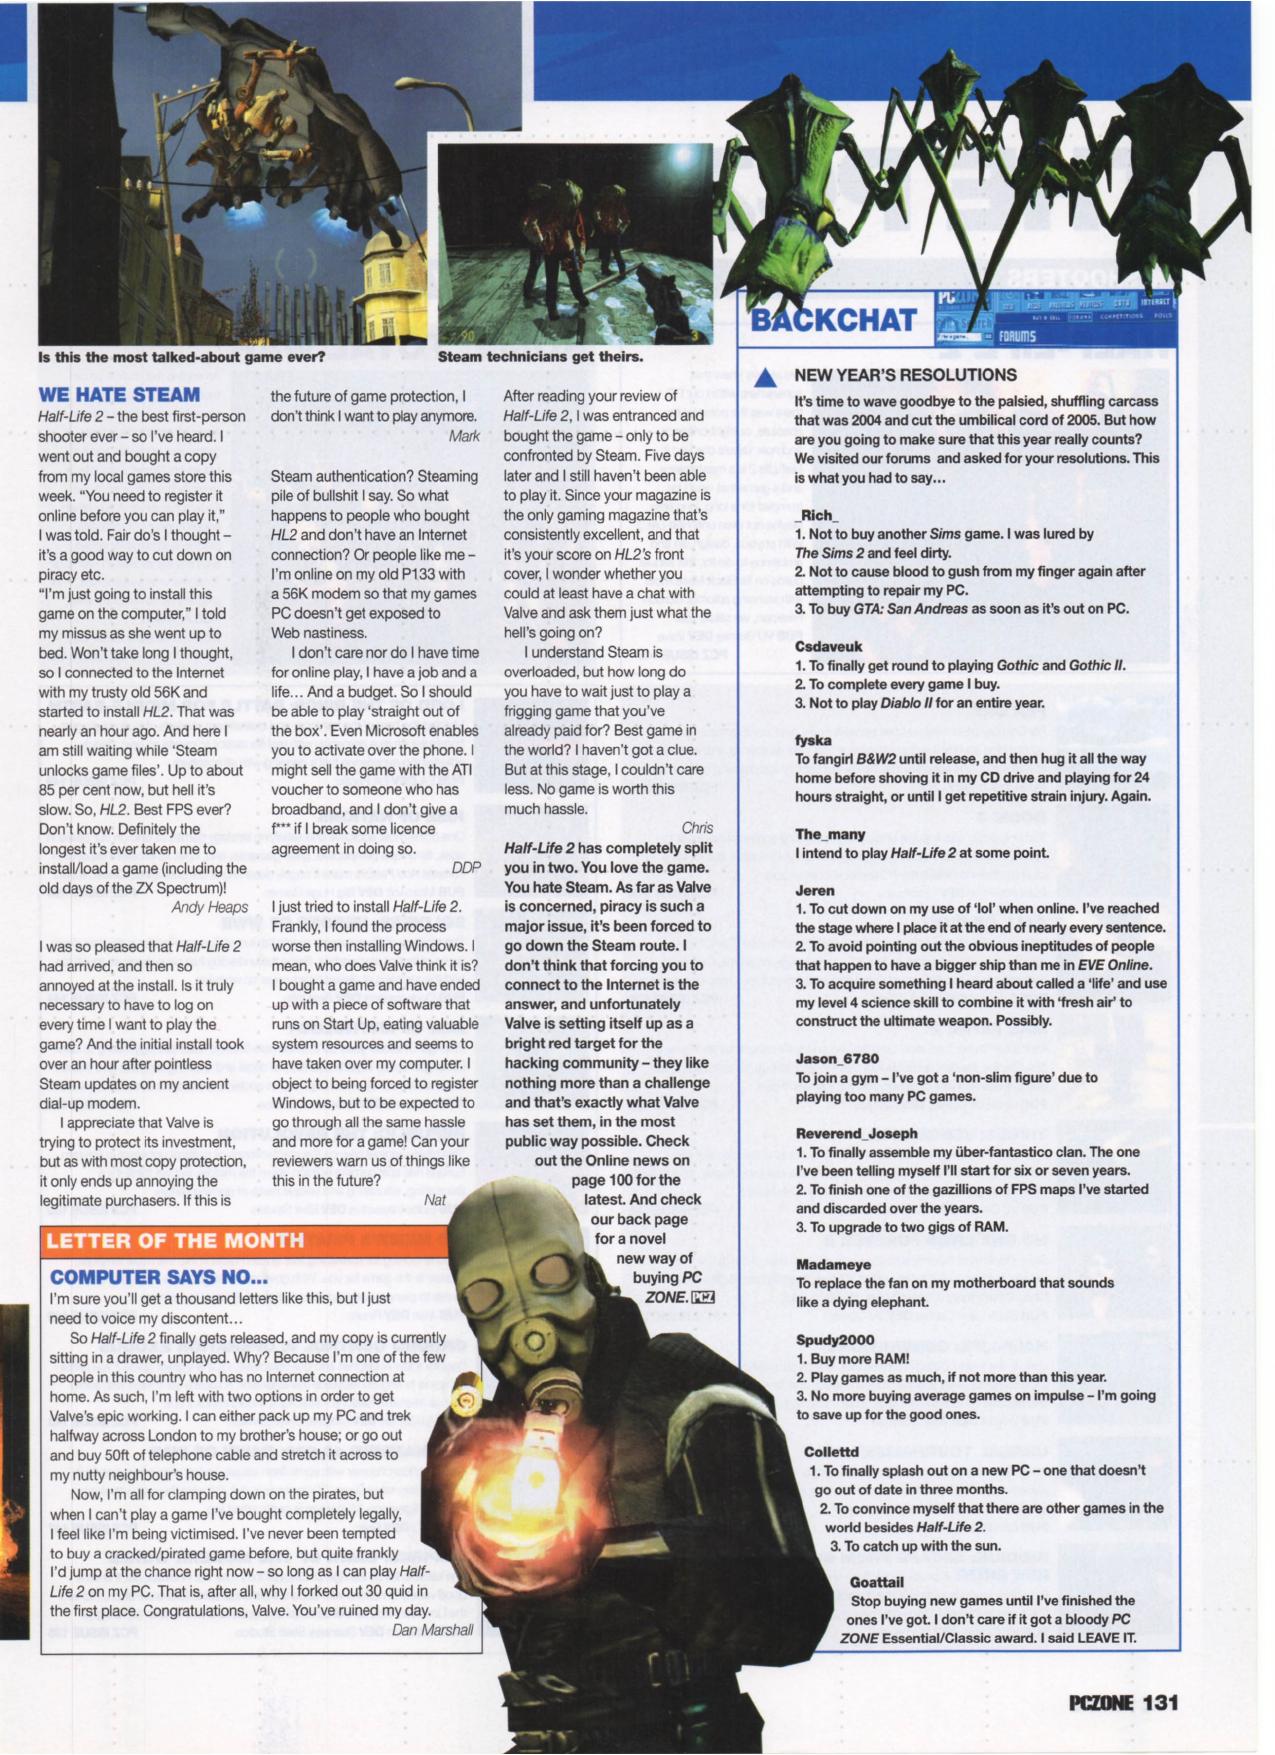 Is this the most talked-about game ever?
Steam technicians get theirs.
WE HATE STEAM
Half-Life 2 – the best first-person
shooter ever – so I've heard. I
went out and bought a copy
from my local games store this
week. “You need to register it
online before you can play it,”
I was told. Fair do's I thought –
it's a good way to cut down on
piracy etc.
“I'm just going to install this
game on the computer,” I told
my missus as she went up to
bed. Won't take long I thought,
so I connected to the Internet
with my trusty old 56K and
started to install HL2. That was
nearly an hour ago. And here I
am still waiting while ‘Steam
unlocks game files’. Up to about
85 per cent now, but hell it's
slow. So, HL2. Best FPS ever?
Don't know. Definitely the
longest it's ever taken me to
install/load a game (including the
old days of the ZX Spectrum)!
Andy Heaps
I was so pleased that Half-Life 2
had arrived, and then so
annoyed at the install. Is it truly
necessary to have to log on
every time I want to play the
game? And the initial install took
over an hour after pointless
Steam updates on my ancient
dial-up modem.
I appreciate that Valve is
trying to protect its investment,
but as with most copy protection,
it only ends up annoying the
legitimate purchasers. If this is
the future of game protection, I
don't think I want to play anymore.
Mark
Steam authentication? Steaming
pile of bullshit I say. So what
happens to people who bought
HL2 and don't have an Internet
connection? Or people like me –
I'm online on my old P133 with
a 56K modem so that my games
PC doesn't get exposed to
Web nastiness.
I don't care nor do I have time
for online play, I have a job and a
life... And a budget. So I should
be able to play ‘straight out of
the box’. Even Microsoft enables
you to activate over the phone. I
might sell the game with the ATI
voucher to someone who has
broadband, and I don't give a
f*** if I break some licence
agreement in doing so.
DDP
I just tried to install Half-Life 2.
Frankly, I found the process
worse then installing Windows. I
mean, who does Valve think it is?
I bought a game and have ended
up with a piece of software that
runs on Start Up, eating valuable
system resources and seems to
have taken over my computer. I
object to being forced to register
Windows, but to be expected to
go through all the same hassle
and more for a game! Can your
reviewers warn us of things like
this in the future?
Nat
After reading your review of
Half-Life 2, I was entranced and
bought the game – only to be
confronted by Steam. Five days
later and I still haven't been able
to play it. Since your magazine is
the only gaming magazine that's
consistently excellent, and that
it's your score on HL2's front
cover, I wonder whether you
could at least have a chat with
Valve and ask them just what the
hell's going on?
I understand Steam is
overloaded, but how long do
you have to wait just to play a
frigging game that you've
already paid for? Best game in
the world? I haven't got a clue.
But at this stage, I couldn't care
less. No game is worth this
much hassle.
Chris
Half-Life 2 has completely split
you in two. You love the game.
You hate Steam. As far as Valve
is concerned, piracy is such a
major issue, it's been forced to
go down the Steam route. I
don't think that forcing you to
connect to the Internet is the
answer, and unfortunately
Valve is setting itself up as a
bright red target for the
hacking community – they like
nothing more than a challenge
and that's exactly what Valve
has set them, in the most
public way possible. Check
out the Online news on
page 100 for the
latest. And check
our back page
for a novel
new way of
buying PC
ZONE. PCZ
LETTER OF THE MONTH
COMPUTER SAYS NO...
I'm sure you'll get a thousand letters like this, but I just
need to voice my discontent...
So Half-Life 2 finally gets released, and my copy is currently
sitting in a drawer, unplayed. Why? Because I'm one of the few
people in this country who has no Internet connection at
home. As such, I'm left with two options in order to get
Valve's epic working. I can either pack up my PC and trek
halfway across London to my brother's house; or go out
and buy 50ft of telephone cable and stretch it across to
my nutty neighbour's house.
Now, I'm all for clamping down on the pirates, but
when I can't play a game I've bought completely legally,
I feel like I'm being victimised. I've never been tempted
to buy a cracked/pirated game before, but quite frankly
I'd jump at the chance right now – so long as I can play Half-
Life 2 on my PC. That is, after all, why I forked out 30 quid in
the first place. Congratulations, Valve. You've ruined my day.
Dan Marshall
BACKCHAT
INTERACT
BUY & SELL FORUMS COMPETITIONS POLLS
FORUMS
NEW YEAR'S RESOLUTIONS
It's time to wave goodbye to the palsied, shuffling carcass
that was 2004 and cut the umbilical cord of 2005. But how
are you going to make sure that this year really counts?
We visited our forums and asked for your resolutions. This
is what you had to say...
_Rich_
1. Not to buy another Sims game. I was lured by
The Sims 2 and feel dirty.
2. Not to cause blood to gush from my finger again after
attempting to repair my PC.
3. To buy GTA: San Andreas as soon as it's out on PC.
Csdaveuk
1. To finally get round to playing Gothic and Gothic II.
2. To complete every game I buy.
3. Not to play Diablo II for an entire year.
fyska
To fangirl B&W2 until release, and then hug it all the way
home before shoving it in my CD drive and playing for 24
hours straight, or until I get repetitive strain injury. Again.
The_many
I intend to play Half-Life 2 at some point.
Jeren
1. To cut down on my use of ‘lol’ when online. I've reached
the stage where I place it at the end of nearly every sentence.
2. To avoid pointing out the obvious ineptitudes of people
that happen to have a bigger ship than me in EVE Online.
3. To acquire something I heard about called a ‘life’ and use
my level 4 science skill to combine it with ‘fresh air’ to
construct the ultimate weapon. Possibly.
Jason_6780
To join a gym – I've got a ‘non-slim figure’ due to
playing too many PC games.
Reverend_Joseph
1. To finally assemble my über-fantastico clan. The one
I've been telling myself I'll start for six or seven years.
2. To finish one of the gazillions of FPS maps I've started
and discarded over the years.
3. To upgrade to two gigs of RAM.
Madameye
To replace the fan on my motherboard that sounds
like a dying elephant.
Spudy2000
1. Buy more RAM!
2. Play games as much, if not more than this year.
3. No more buying average games on impulse – I'm going
to save up for the good ones.
Collettd
1. To finally splash out on a new PC – one that doesn't
go out of date in three months.
2. To convince myself that there are other games in the
world besides Half-Life 2.
3. To catch up with the sun.
Goattail
Stop buying new games until I've finished the
ones I've got. I don't care if it got a bloody PC
ZONE Essential/Classic award. I said LEAVE IT.
PCZONE 131